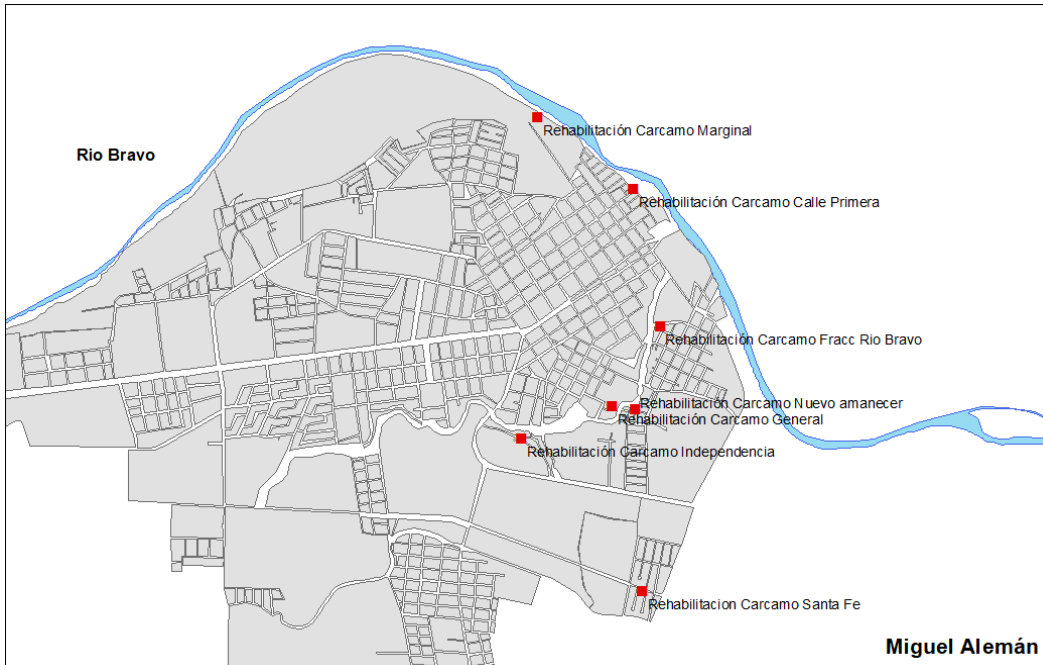 Rehabilitación Carcamo Marginal
Rio Bravo
Rehabilitación Carcamo Calle Primera
Rehabilitación Carcamo Fracc Rio Bravo
Rehabilitación Carcamo Nuevo amanecer
Rehabilitación Carcamo General
Rehabilitación Carcamo Independencia
Rehabilitacion Carcamo Santa Fe
Miguel Alemán